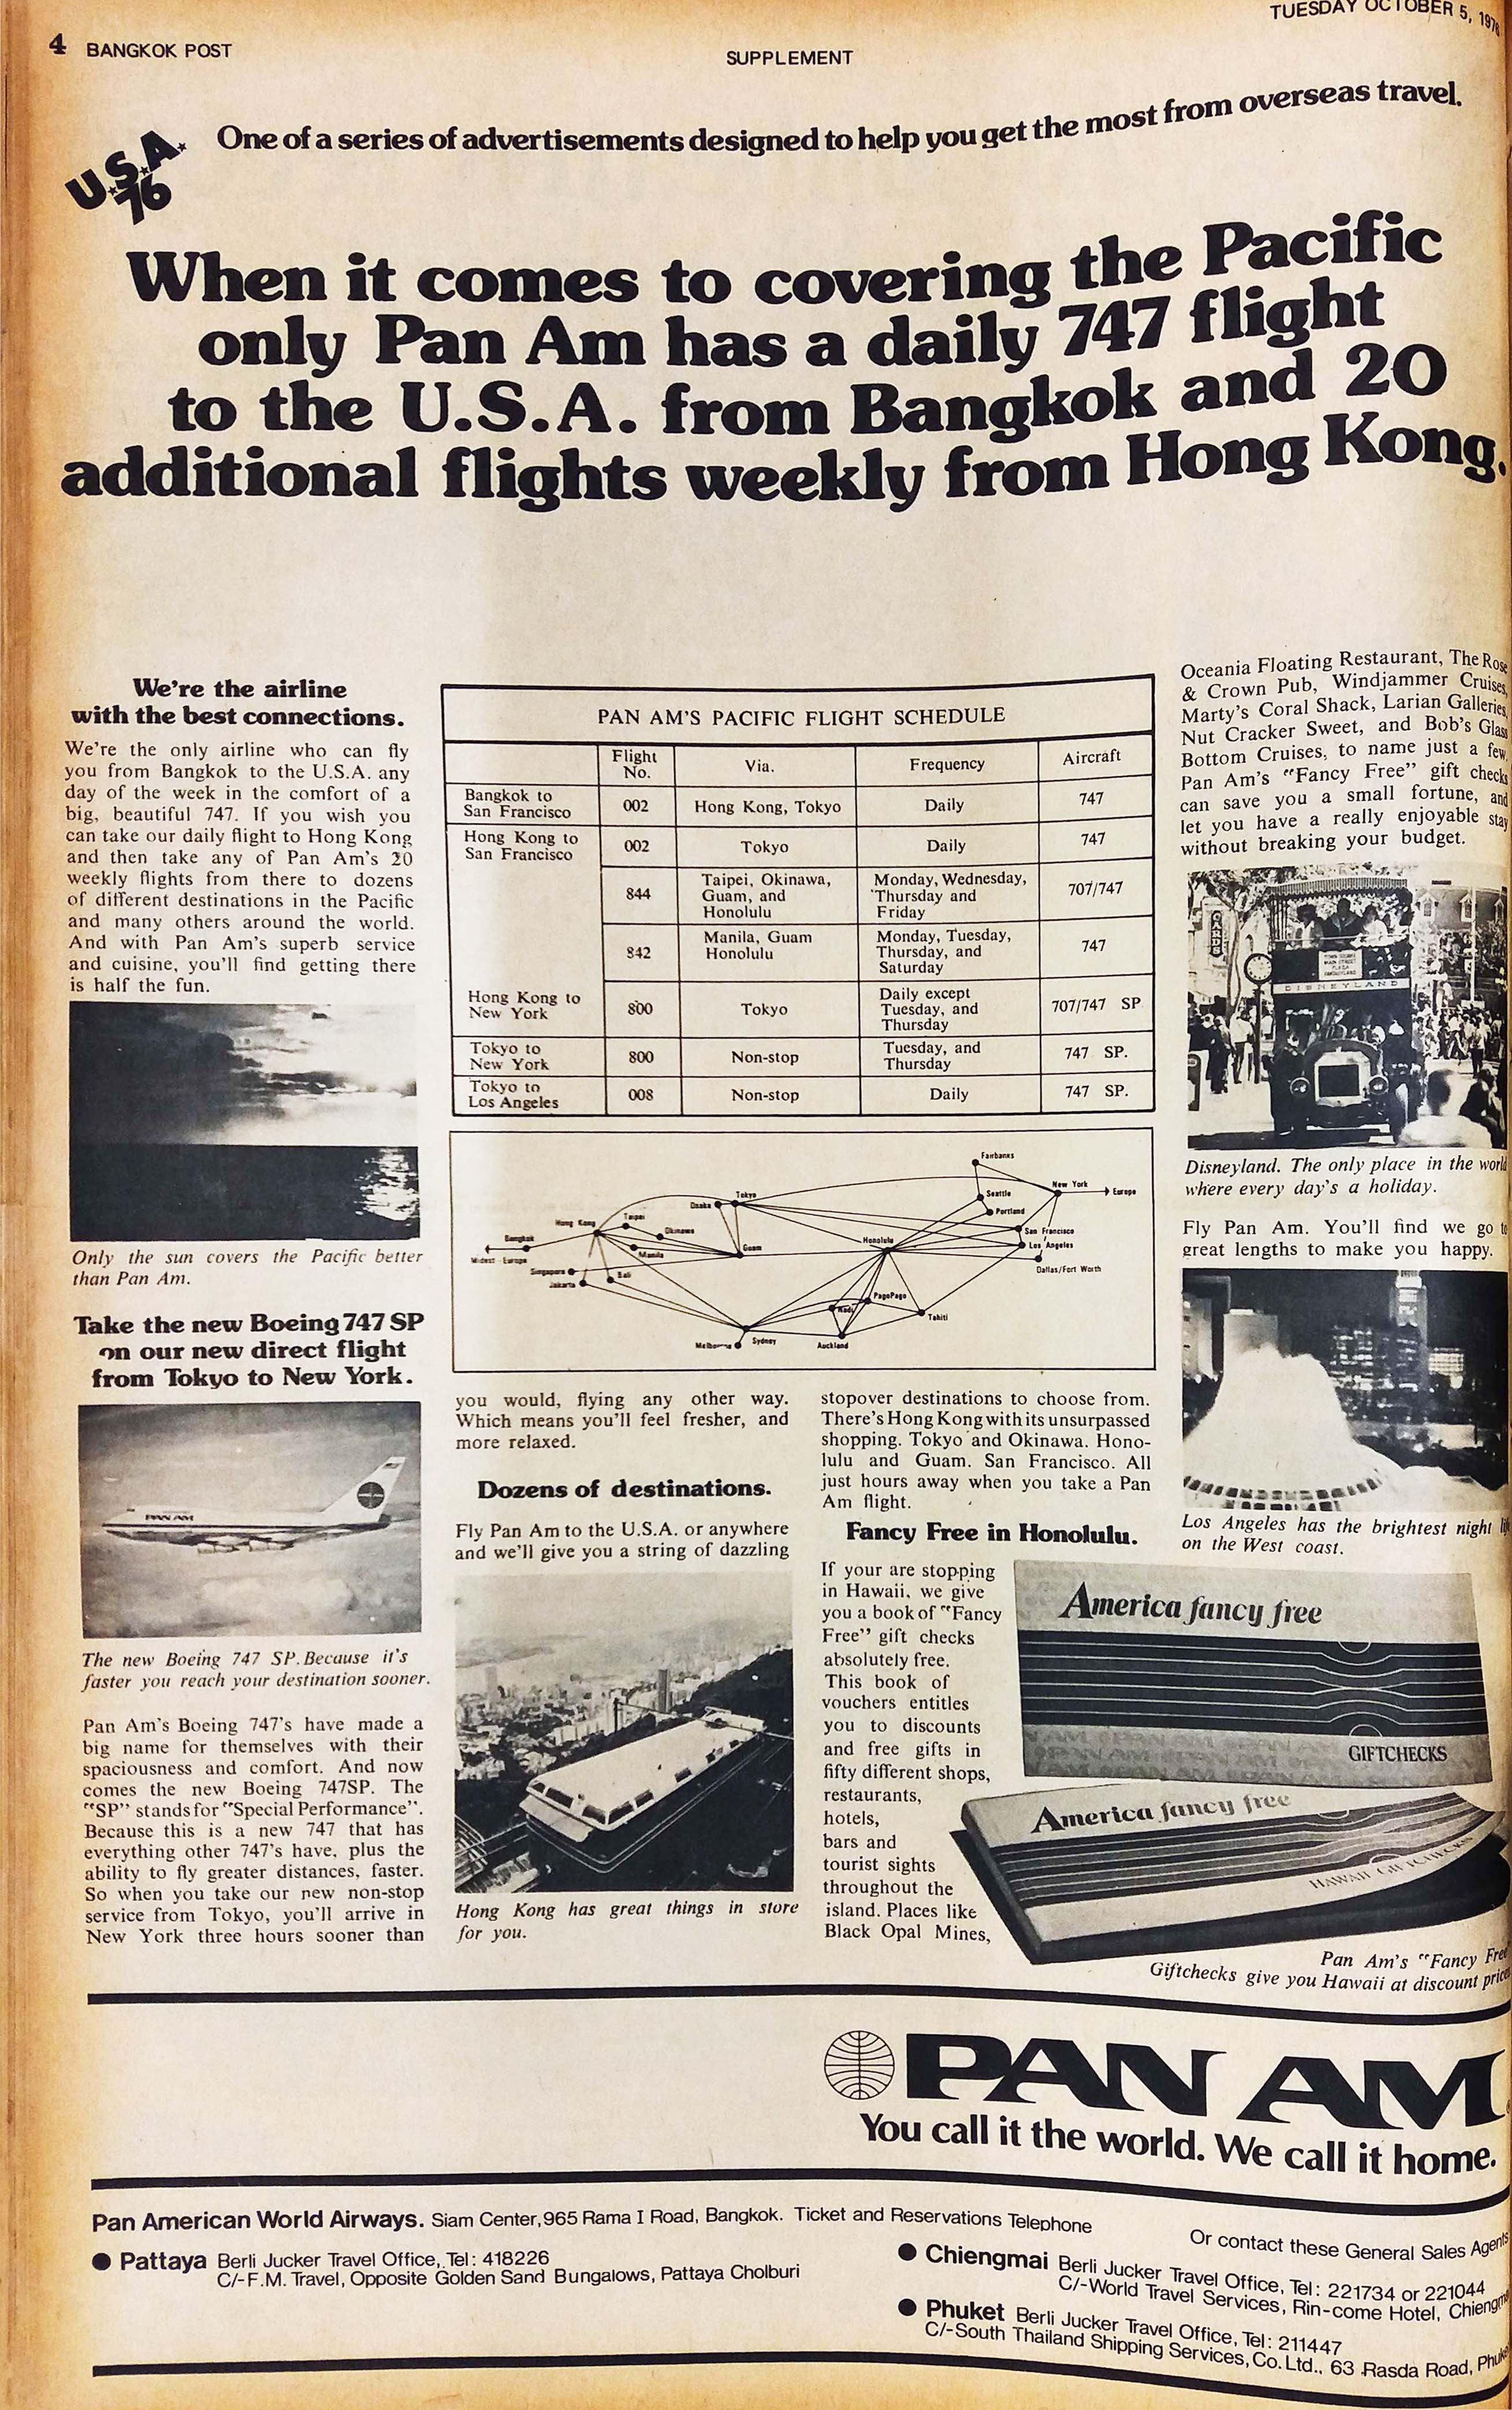 4 BANGKOK POST
SUPPLEMENT
TUESDAY OCTOBER 5, 1976
U.S.A.
'76
One of a series of advertisements designed to help you get the most from overseas travel.
When it comes to covering the Pacific
only Pan Am has a daily 747 flight
to the U.S.A. from Bangkok and 20
additional flights weekly from Hong Kong.
We're the airline
with the best connections.
We're the only airline who can fly
you from Bangkok to the U.S.A. any
day of the week in the comfort of a
big, beautiful 747. If you wish you
can take our daily flight to Hong Kong
and then take any of Pan Am's 20
weekly flights from there to dozens
of different destinations in the Pacific
and many others around the world.
And with Pan Am's superb service
and cuisine, you'll find getting there
is half the fun.
Only the sun covers the Pacific better
than Pan Am.
Take the new Boeing 747 SP
on our new direct flight
from Tokyo to New York.
PAN AM
The new Boeing 747 SP. Because it's
faster you reach your destination sooner.
Pan Am's Boeing 747's have made a
big name for themselves with their
spaciousness and comfort. And now
comes the new Boeing 747SP. The
"SP" stands for "Special Performance".
Because this is a new 747 that has
everything other 747's have, plus the
ability to fly greater distances, faster.
So when you take our new non-stop
service from Tokyo, you'll arrive in
New York three hours sooner than
PAN AM'S PACIFIC FLIGHT SCHEDULE
Flight No. Via. Frequency Aircraft
Bangkok to San Francisco 002 Hong Kong, Tokyo Daily 747
Hong Kong to San Francisco 002 Tokyo Daily 747
844 Taipei, Okinawa, Guam, and Honolulu Monday, Wednesday, Thursday and Friday 707/747
842 Manila, Guam Honolulu Monday, Tuesday, Thursday, and Saturday 747
Hong Kong to New York 800 Tokyo Daily except Tuesday, and Thursday 707/747 SP
Tokyo to New York 800 Non-stop Tuesday, and Thursday 747 SP.
Tokyo to Los Angeles 008 Non-stop Daily 747 SP.
Fairbanks
New York
Europe
Seattle
Portland
Tokyo
Osaka
Hong Kong
Taipei
Okinawa
San Francisco
Honolulu
Los Angeles
Bangkok
Guam
Manila
Mideast Europe
Dallas/Fort Worth
Singapore
Bali
Jakarta
PagoPago
Nadi
Tahiti
Sydney
Melbourne
Auckland
you would, flying any other way.
Which means you'll feel fresher, and
more relaxed.
Dozens of destinations.
Fly Pan Am to the U.S.A. or anywhere
and we'll give you a string of dazzling
Hong Kong has great things in store
for you.
stopover destinations to choose from.
There's Hong Kong with its unsurpassed
shopping. Tokyo and Okinawa. Hono-
lulu and Guam. San Francisco. All
just hours away when you take a Pan
Am flight.
Fancy Free in Honolulu.
If your are stopping
in Hawaii, we give
you a book of "Fancy
Free" gift checks
absolutely free.
This book of
vouchers entitles
you to discounts
and free gifts in
fifty different shops,
restaurants,
hotels,
bars and
tourist sights
throughout the
island. Places like
Black Opal Mines,
Oceania Floating Restaurant, The Rose
& Crown Pub, Windjammer Cruises,
Marty's Coral Shack, Larian Galleries,
Nut Cracker Sweet, and Bob's Glass
Bottom Cruises, to name just a few.
Pan Am's "Fancy Free" gift checks
can save you a small fortune, and
let you have a really enjoyable stay
without breaking your budget.
CARDS
DISNEYLAND
Disneyland. The only place in the world
where every day's a holiday.
Fly Pan Am. You'll find we go to
great lengths to make you happy.
Los Angeles has the brightest night life
on the West coast.
America fancy free
GIFTCHECKS
America fancy free
HAWAII GIFTCHECKS
Pan Am's "Fancy Free"
Giftchecks give you Hawaii at discount prices
PAN AM
You call it the world. We call it home.
Pan American World Airways. Siam Center, 965 Rama I Road, Bangkok. Ticket and Reservations Telephone
Or contact these General Sales Agents
● Pattaya Berli Jucker Travel Office, Tel: 418226
C/-F.M. Travel, Opposite Golden Sand Bungalows, Pattaya Cholburi
● Chiengmai Berli Jucker Travel Office, Tel: 221734 or 221044
C/-World Travel Services, Rin-come Hotel, Chiengmai
● Phuket Berli Jucker Travel Office, Tel: 211447
C/-South Thailand Shipping Services, Co. Ltd., 63 Rasda Road, Phuket